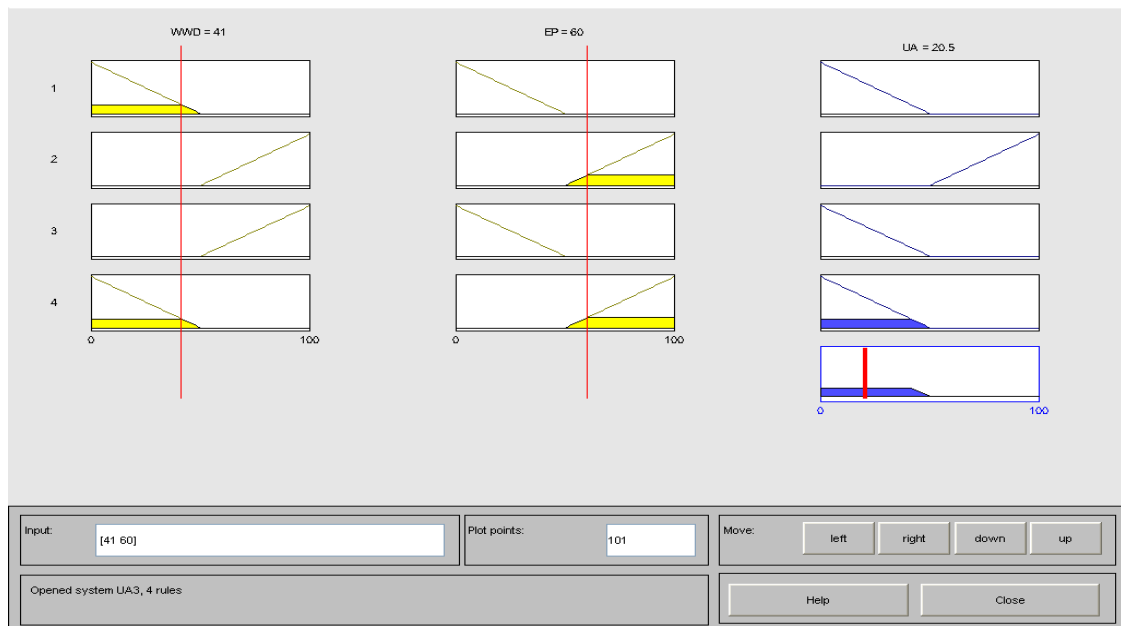 WWD = 41
EP = 60
UA = 20.5
1
2
3
4
0
100
0
100
0
100
Input:
[41 60]
Plot points:
101
Move:
left
right
down
up
Opened system UA3, 4 rules
Help
Close